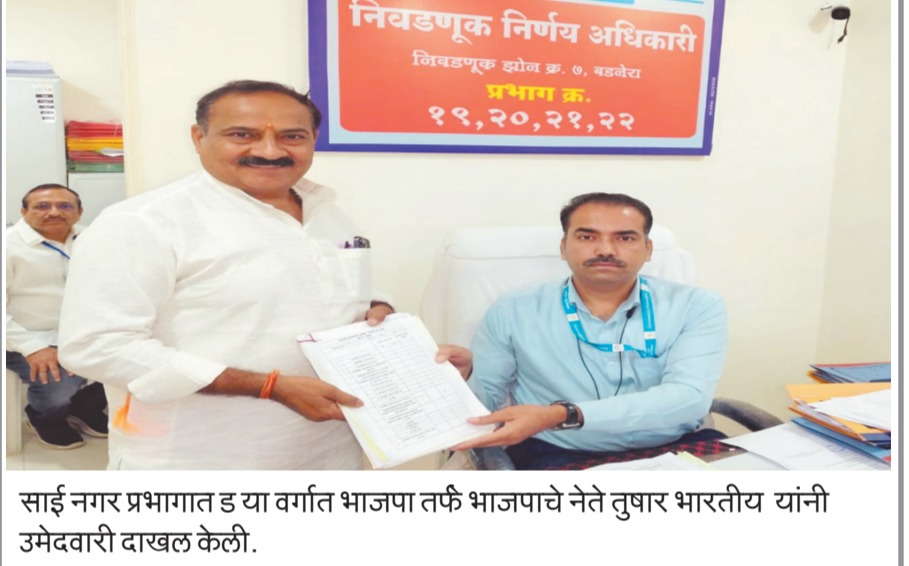 निवडणूक निर्णय अधिकारी
निवडणूक झोन क्र. ७, बडनेरा
प्रभाग क्र.
१९,२०,२१,२२
साई नगर प्रभागात ड या वर्गात भाजपा तर्फे भाजपाचे नेते तुषार भारतीय यांनी
उमेदवारी दाखल केली.